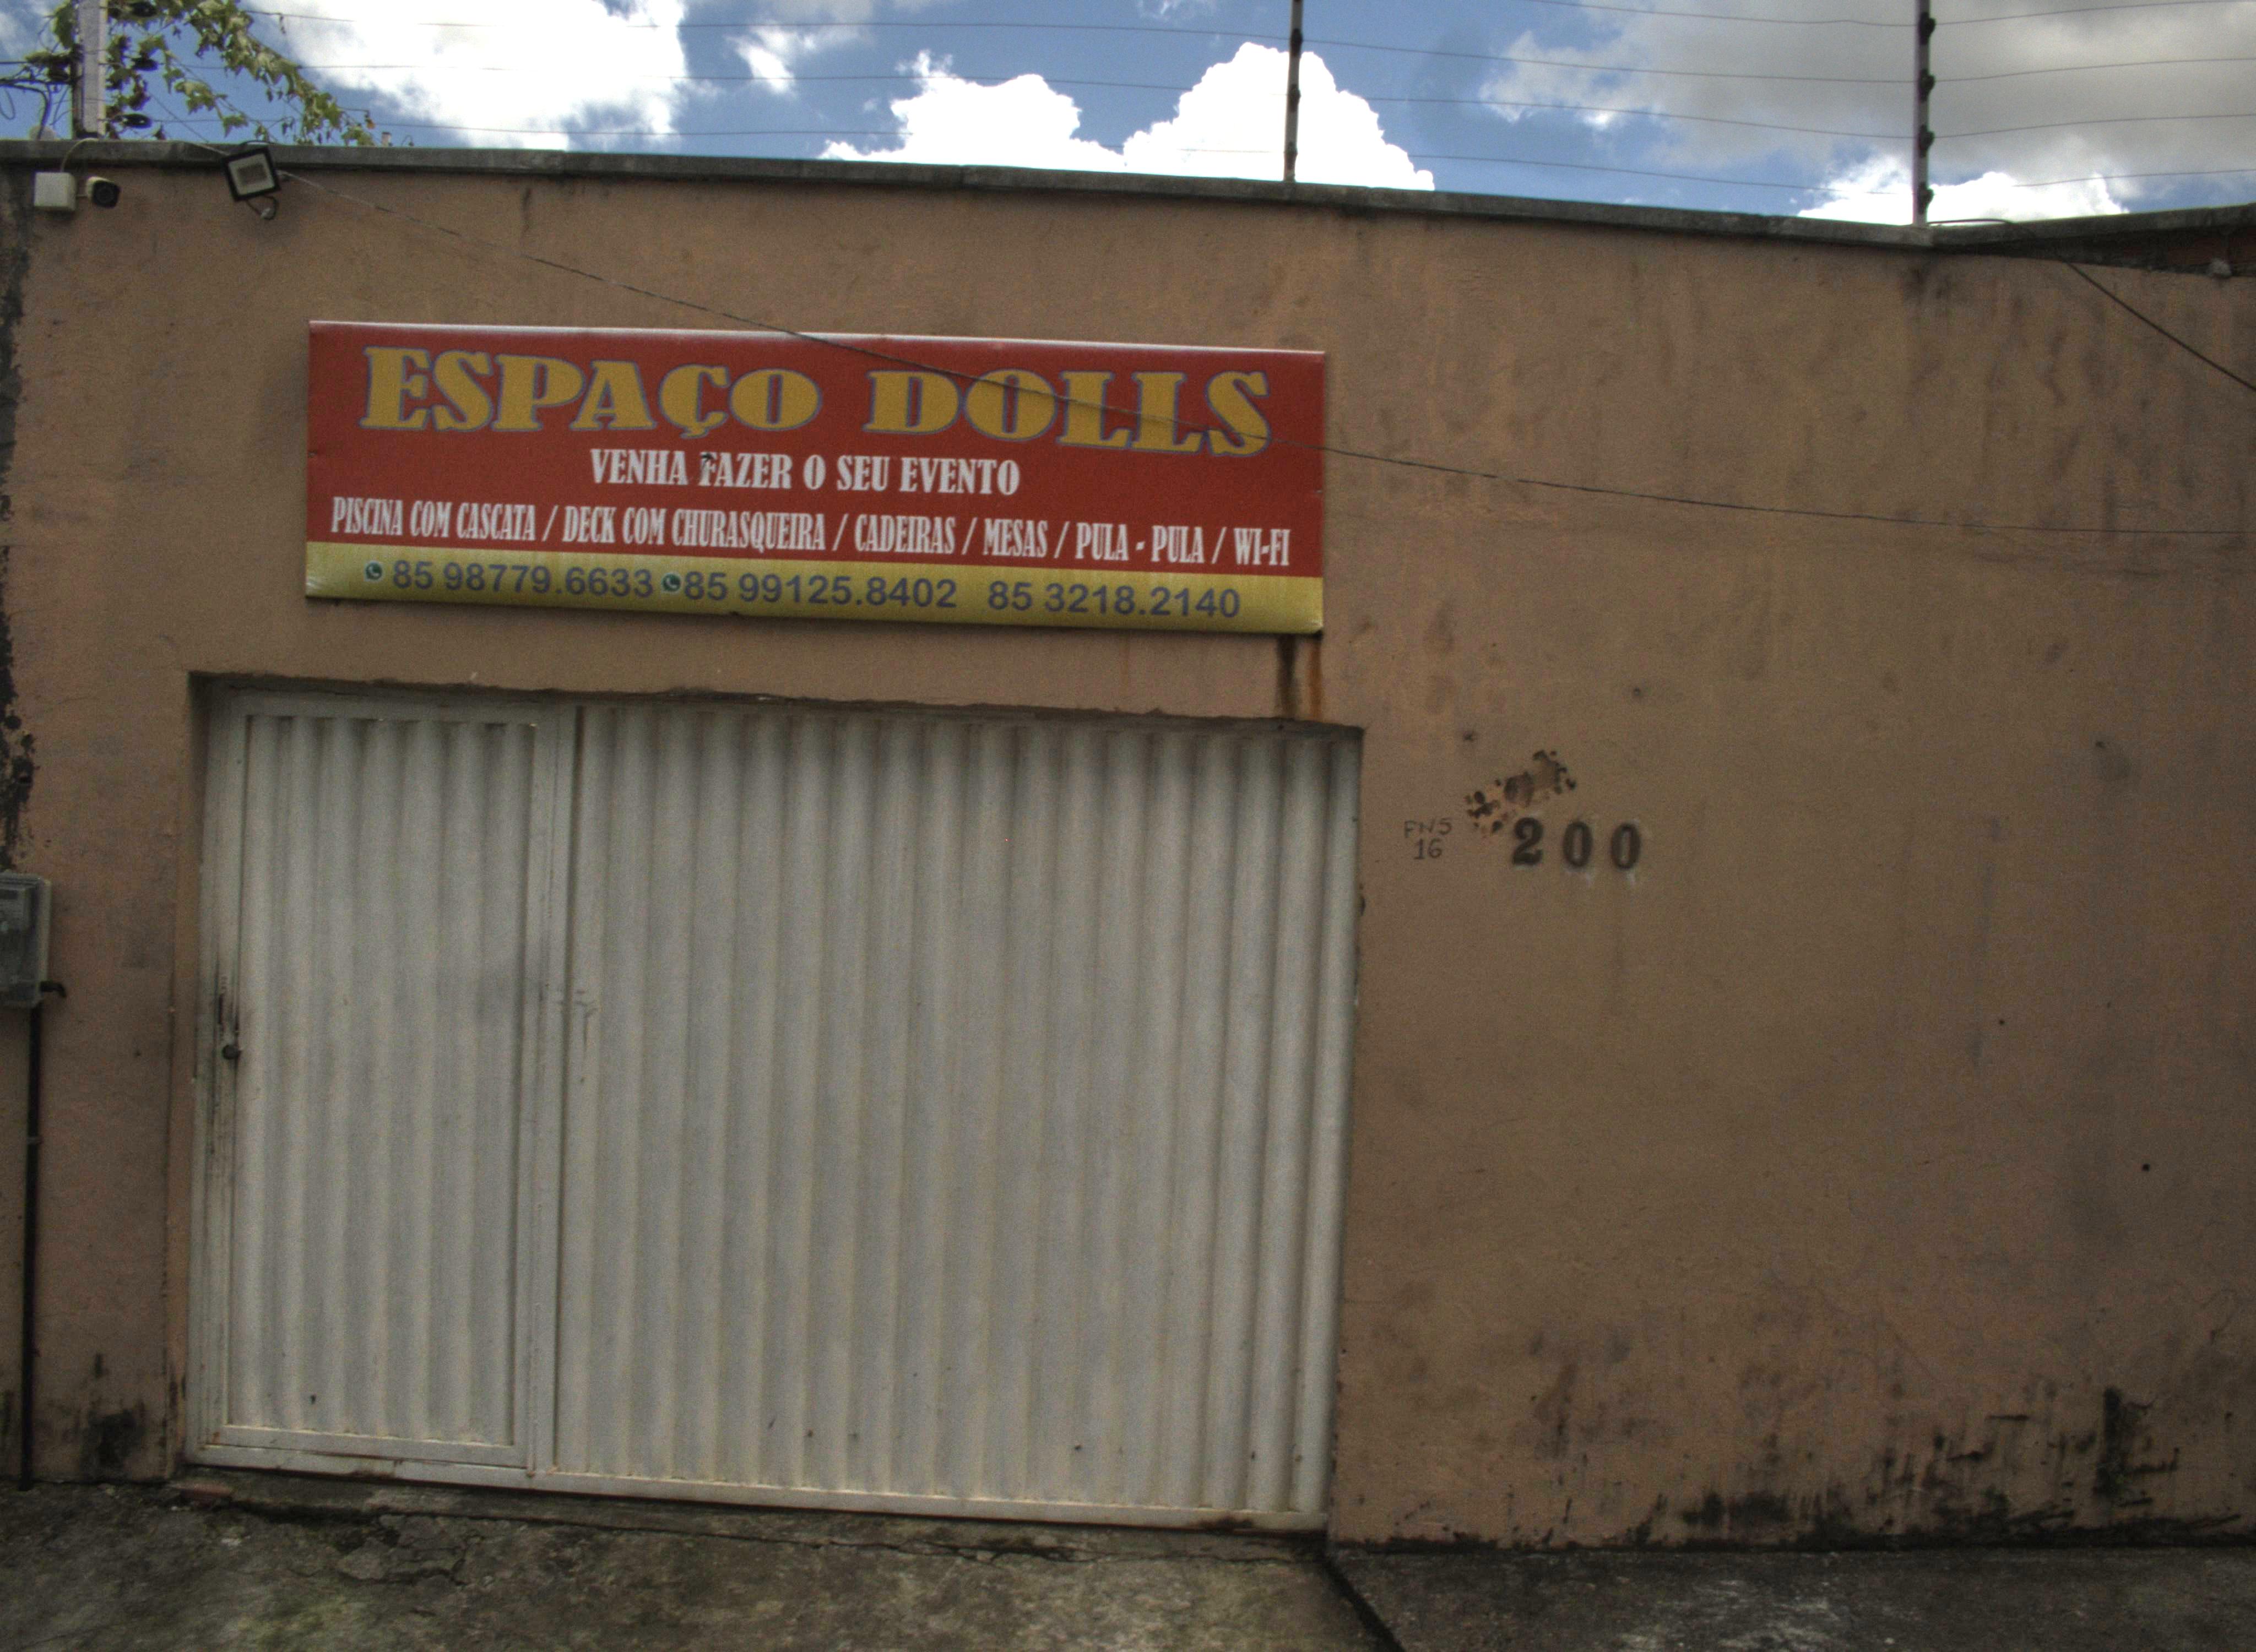 ESPAÇO DOLLS
VENHA FAZER O SEU EVENTO
PISCINA COM CASCATA / DECK COM CHURASQUEIRA / CADEIRAS / MESAS / PULA - PULA / WI-FI
85 98779.6633 85 99125.8402 85 3218.2140
FNS
16
200